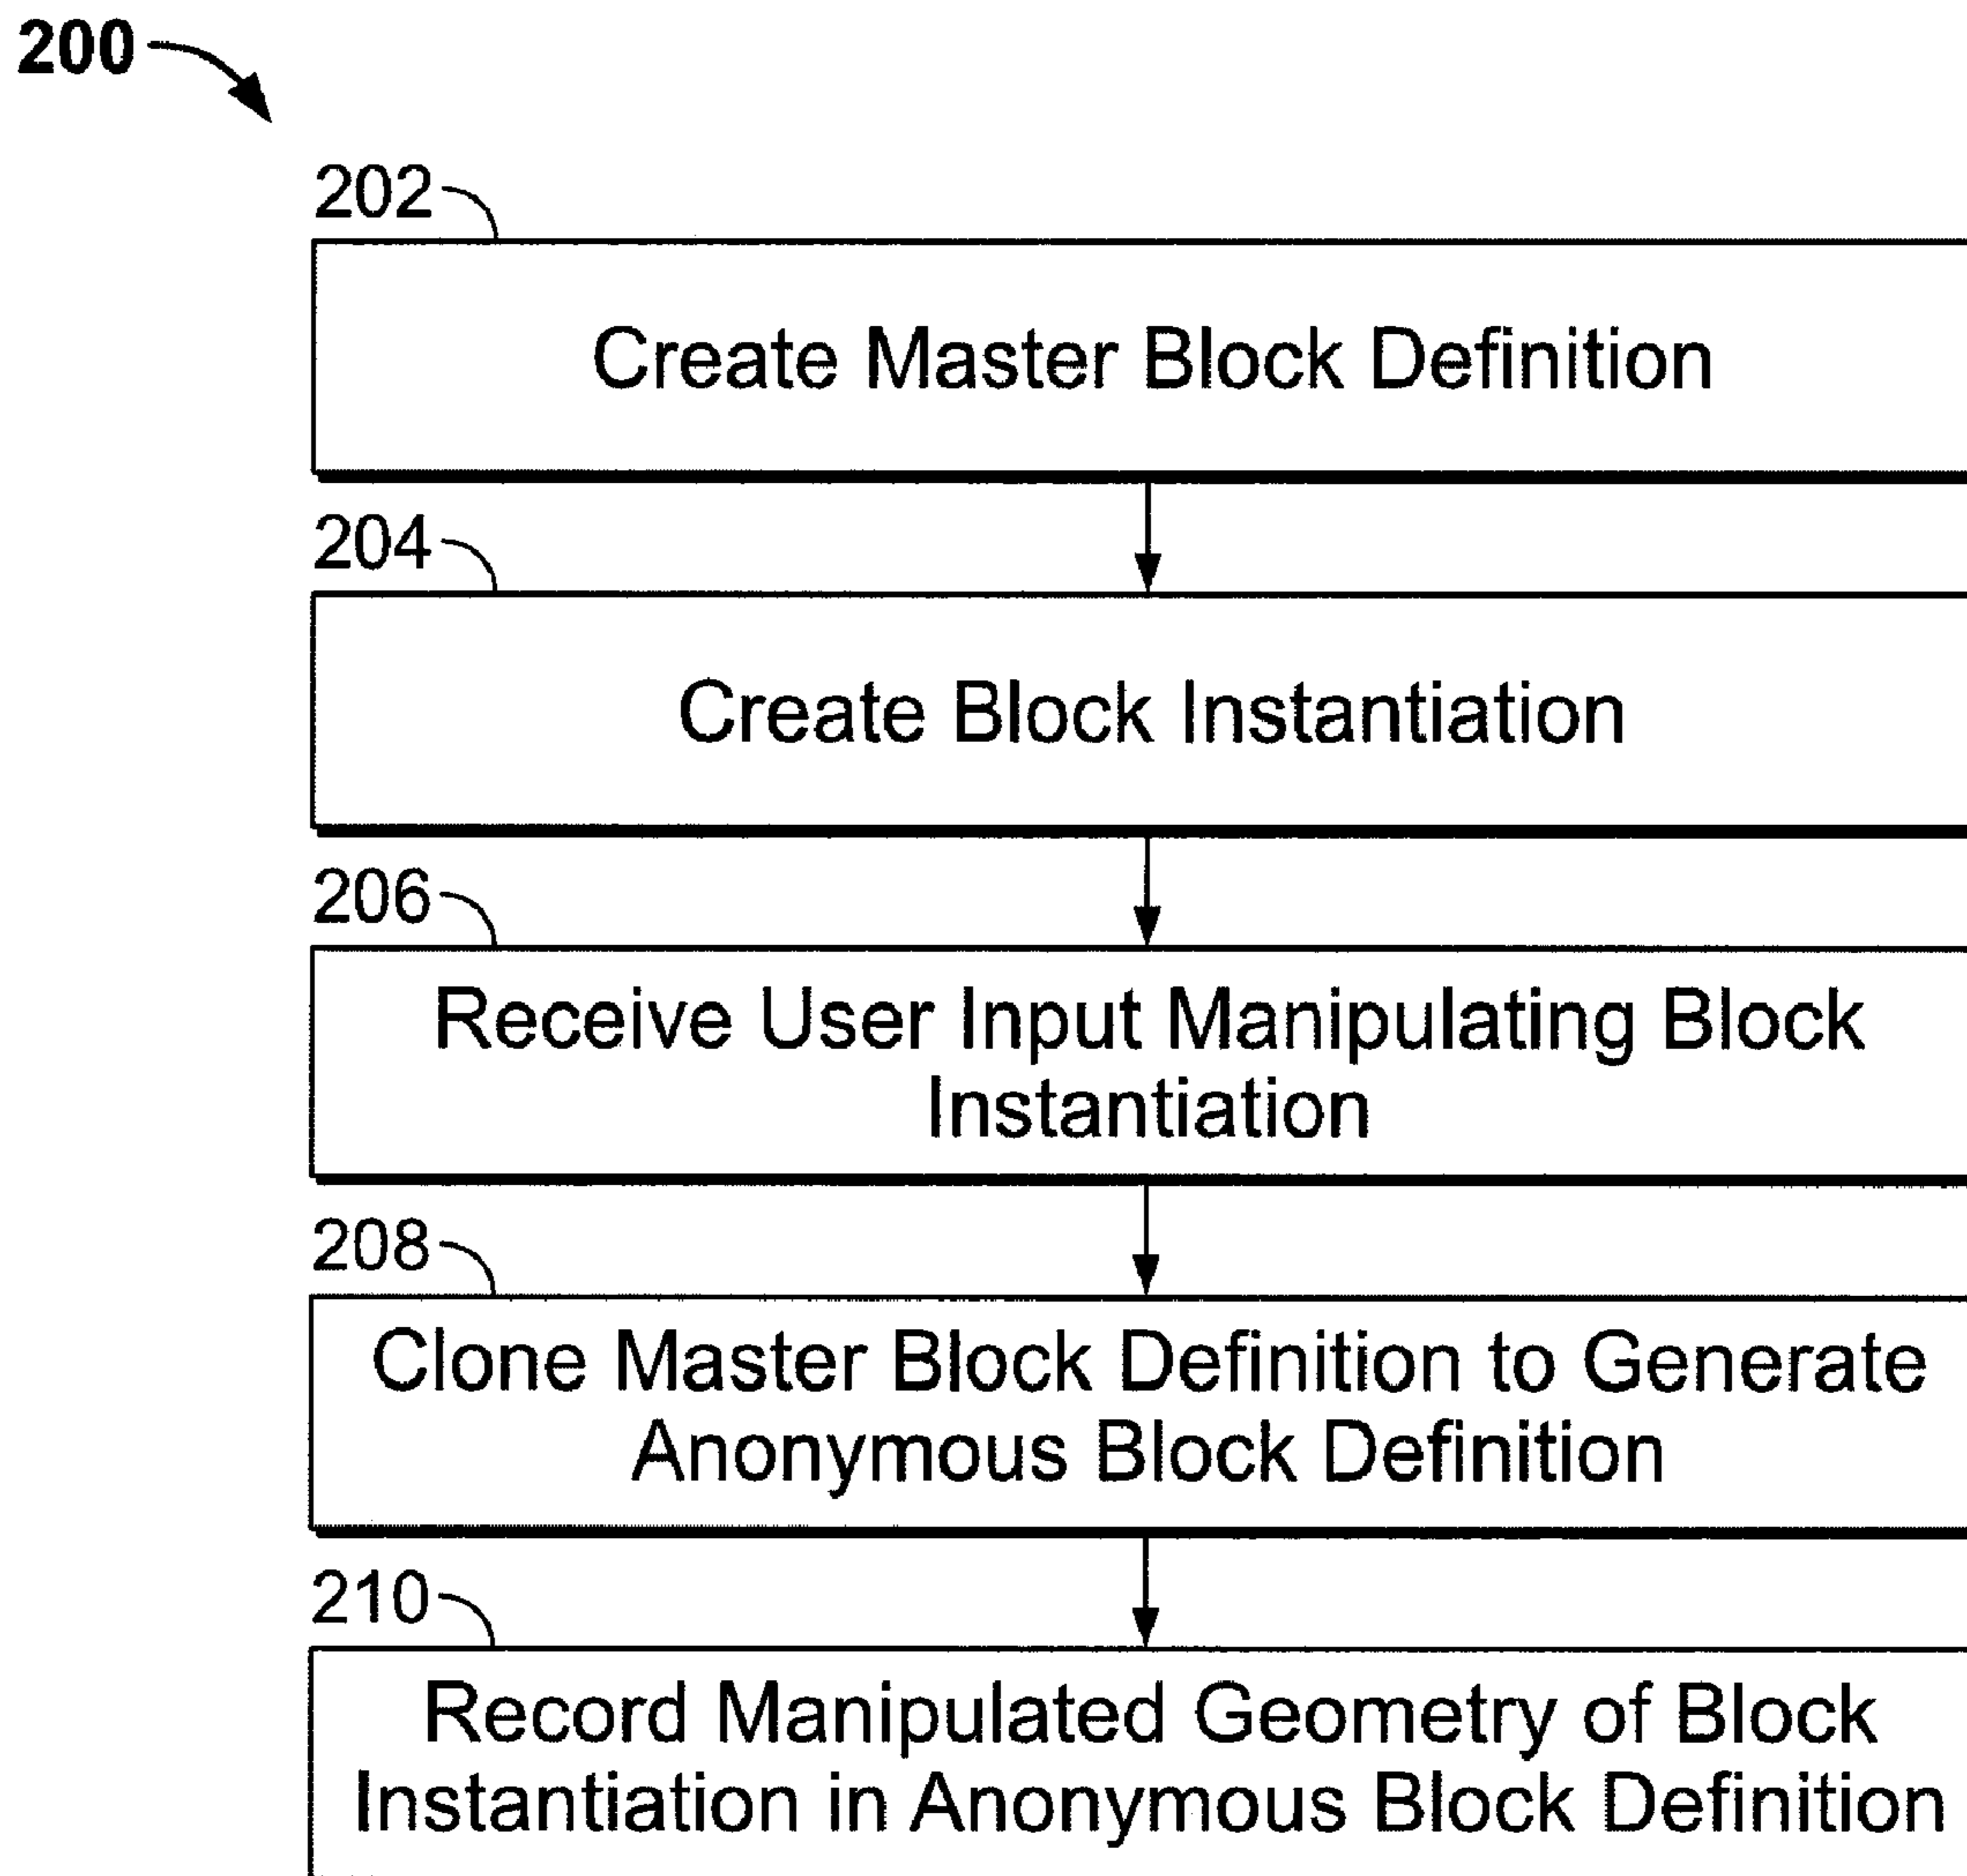 200
202
Create Master Block Definition
204
Create Block Instantiation
206
Receive User Input Manipulating Block
Instantiation
208
Clone Master Block Definition to Generate
Anonymous Block Definition
210
Record Manipulated Geometry of Block
Instantiation in Anonymous Block Definition